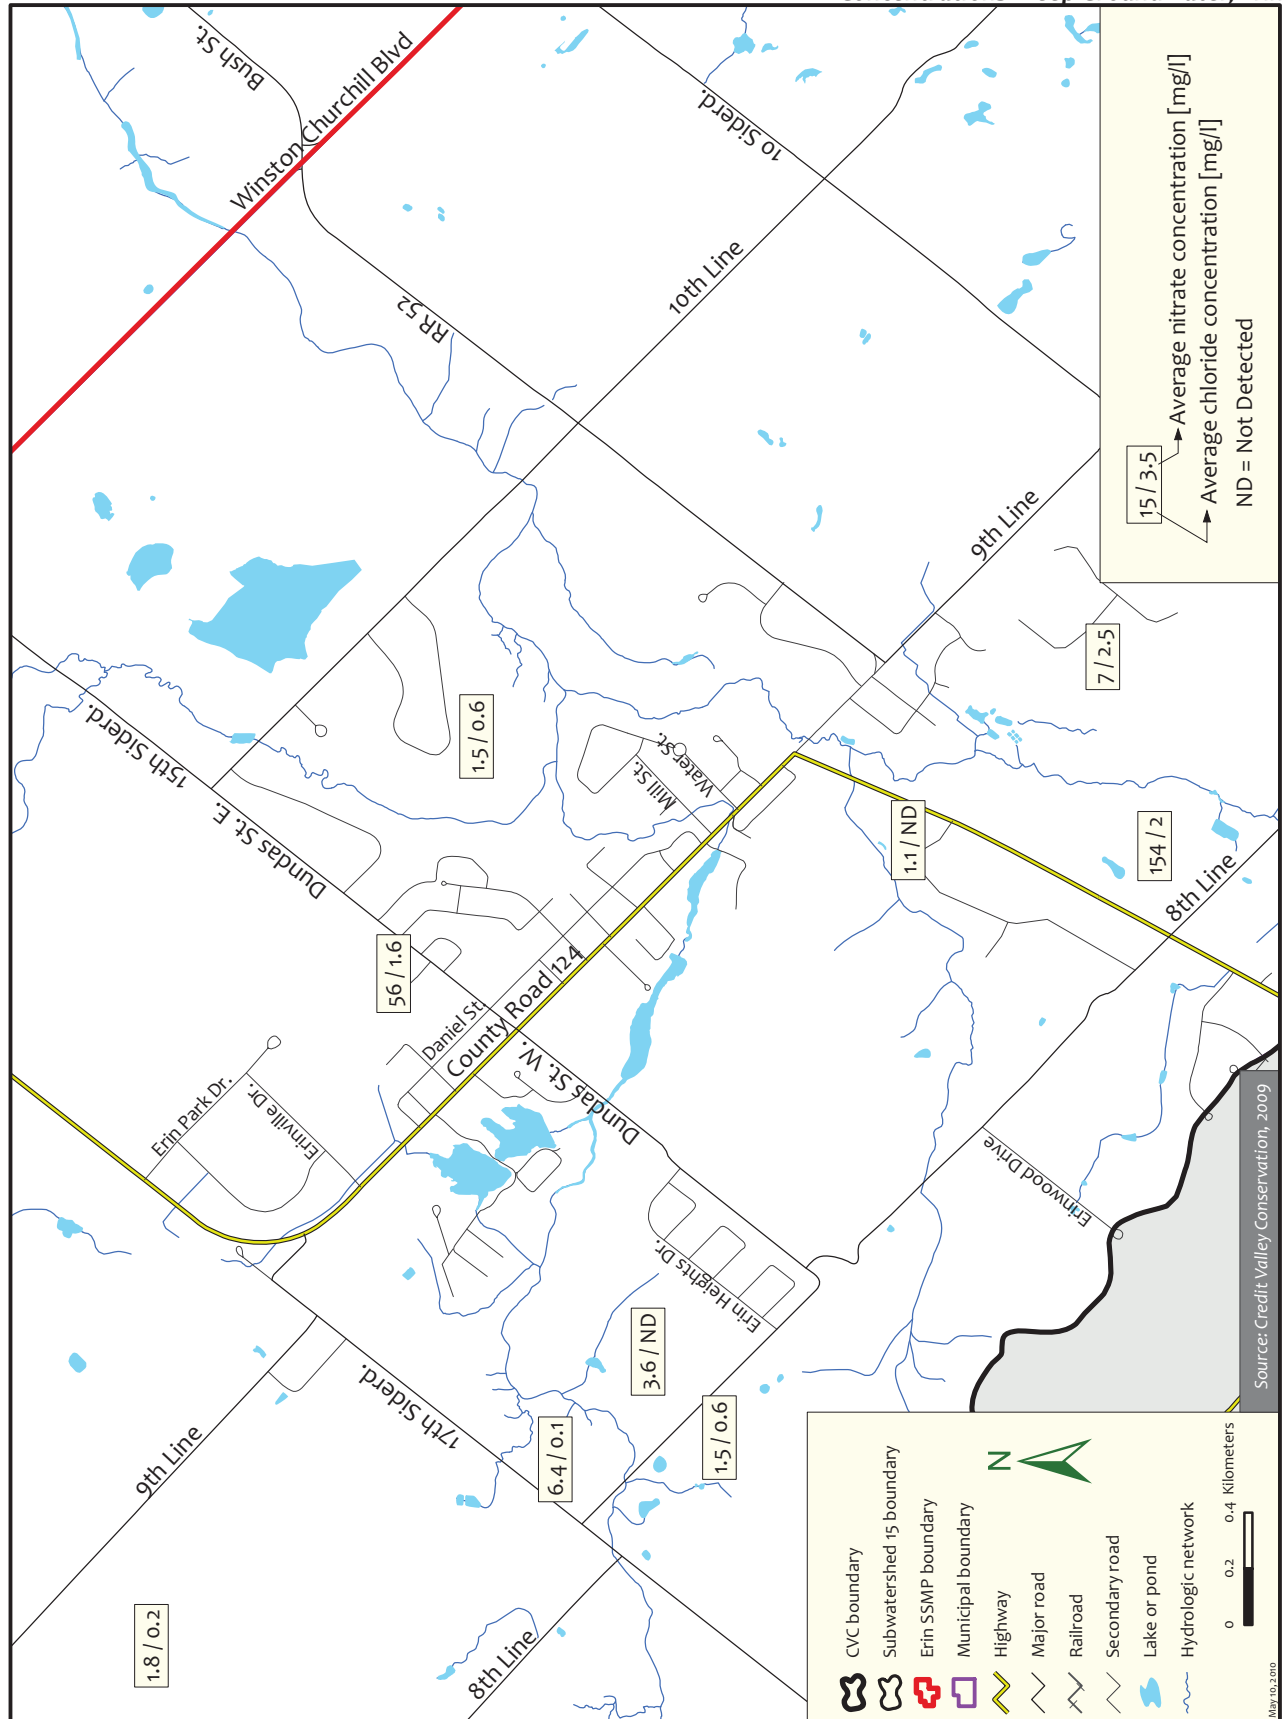 Bush St.
Winston Churchill Blvd
10 Siderd.
RR 52
10th Line
9th Line
15th Siderd.
Dundas St. E.
Mill St.
Water St.
Daniel St.
County Road 124
Dundas St. W.
Erin Park Dr.
Erinville Dr.
Erin Heights Dr.
Erinwood Drive
8th Line
17th Siderd.
9th Line
8th Line
1.5 / 0.6
7 / 2.5
1.1 / ND
154 / 2
56 / 1.6
3.6 / ND
6.4 / 0.1
1.5 / 0.6
1.8 / 0.2
15 / 3.5
Average nitrate concentration [mg/l]
Average chloride concentration [mg/l]
ND = Not Detected
CVC boundary
Subwatershed 15 boundary
Erin SSMP boundary
Municipal boundary
Highway
Major road
Railroad
Secondary road
Lake or pond
Hydrologic network
N
0 0.2 0.4 Kilometers
Source: Credit Valley Conservation, 2009
May 10, 2010